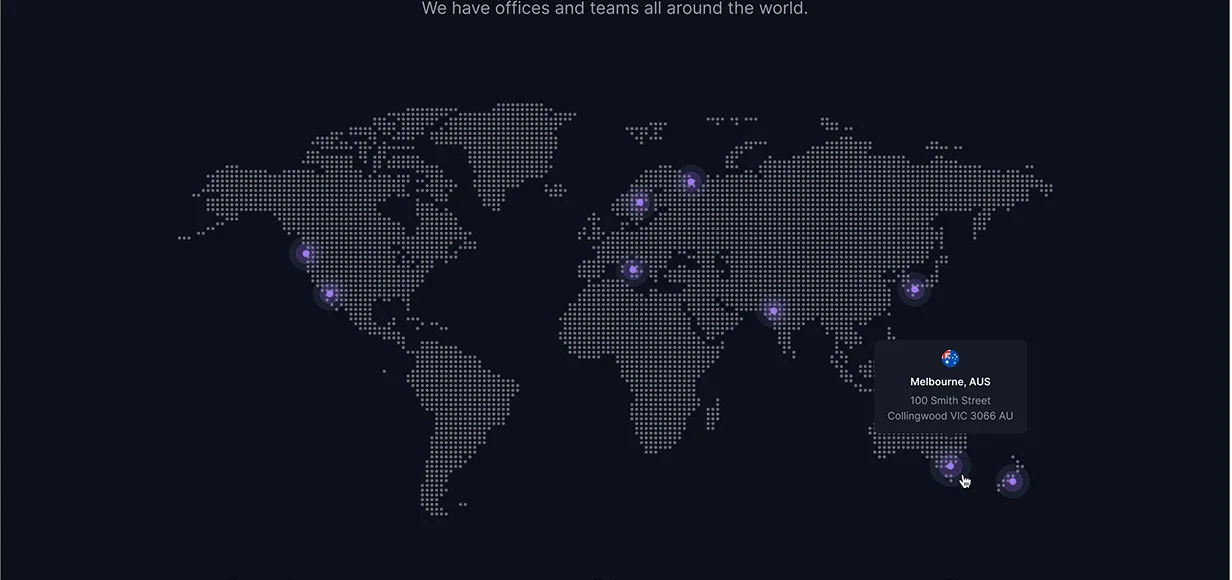 We have offices and teams all around the world.
Melbourne, AUS
100 Smith Street
Collingwood VIC 3066 AU